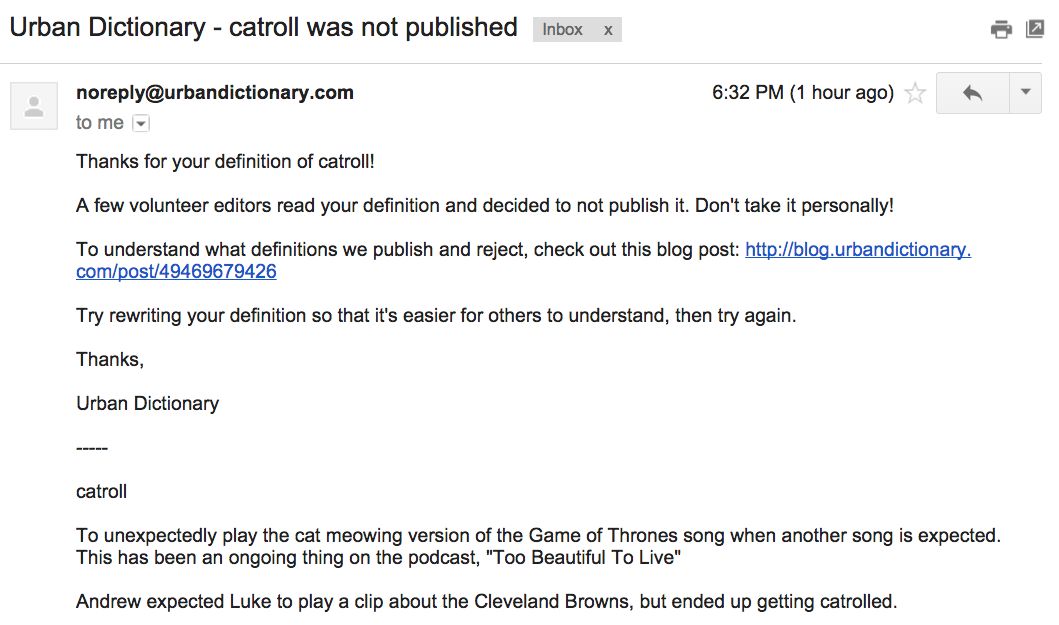 Urban Dictionary - catroll was not published Inbox x
noreply@urbandictionary.com 6:32 PM (1 hour ago)
to me
Thanks for your definition of catroll!
A few volunteer editors read your definition and decided to not publish it. Don't take it personally!
To understand what definitions we publish and reject, check out this blog post: http://blog.urbandictionary.
com/post/49469679426
Try rewriting your definition so that it's easier for others to understand, then try again.
Thanks,
Urban Dictionary
-----
catroll
To unexpectedly play the cat meowing version of the Game of Thrones song when another song is expected.
This has been an ongoing thing on the podcast, "Too Beautiful To Live"
Andrew expected Luke to play a clip about the Cleveland Browns, but ended up getting catrolled.